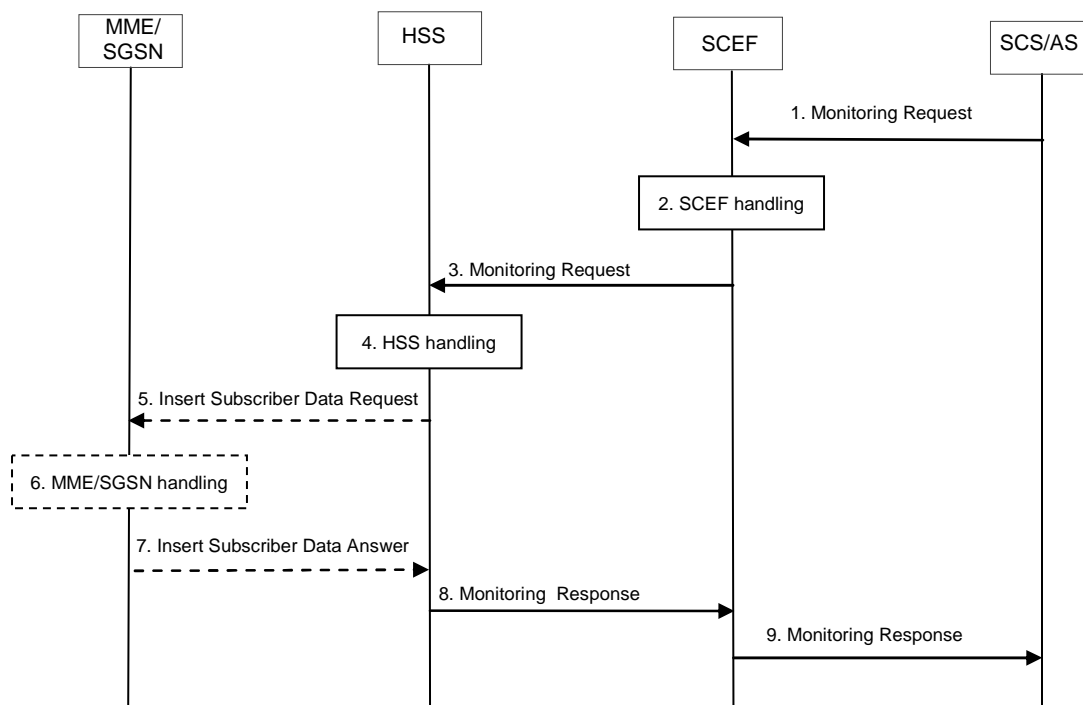 MME/
SGSN
HSS
SCEF
SCS/AS
1. Monitoring Request
2. SCEF handling
3. Monitoring Request
4. HSS handling
5. Insert Subscriber Data Request
6. MME/SGSN handling
7. Insert Subscriber Data Answer
8. Monitoring Response
9. Monitoring Response